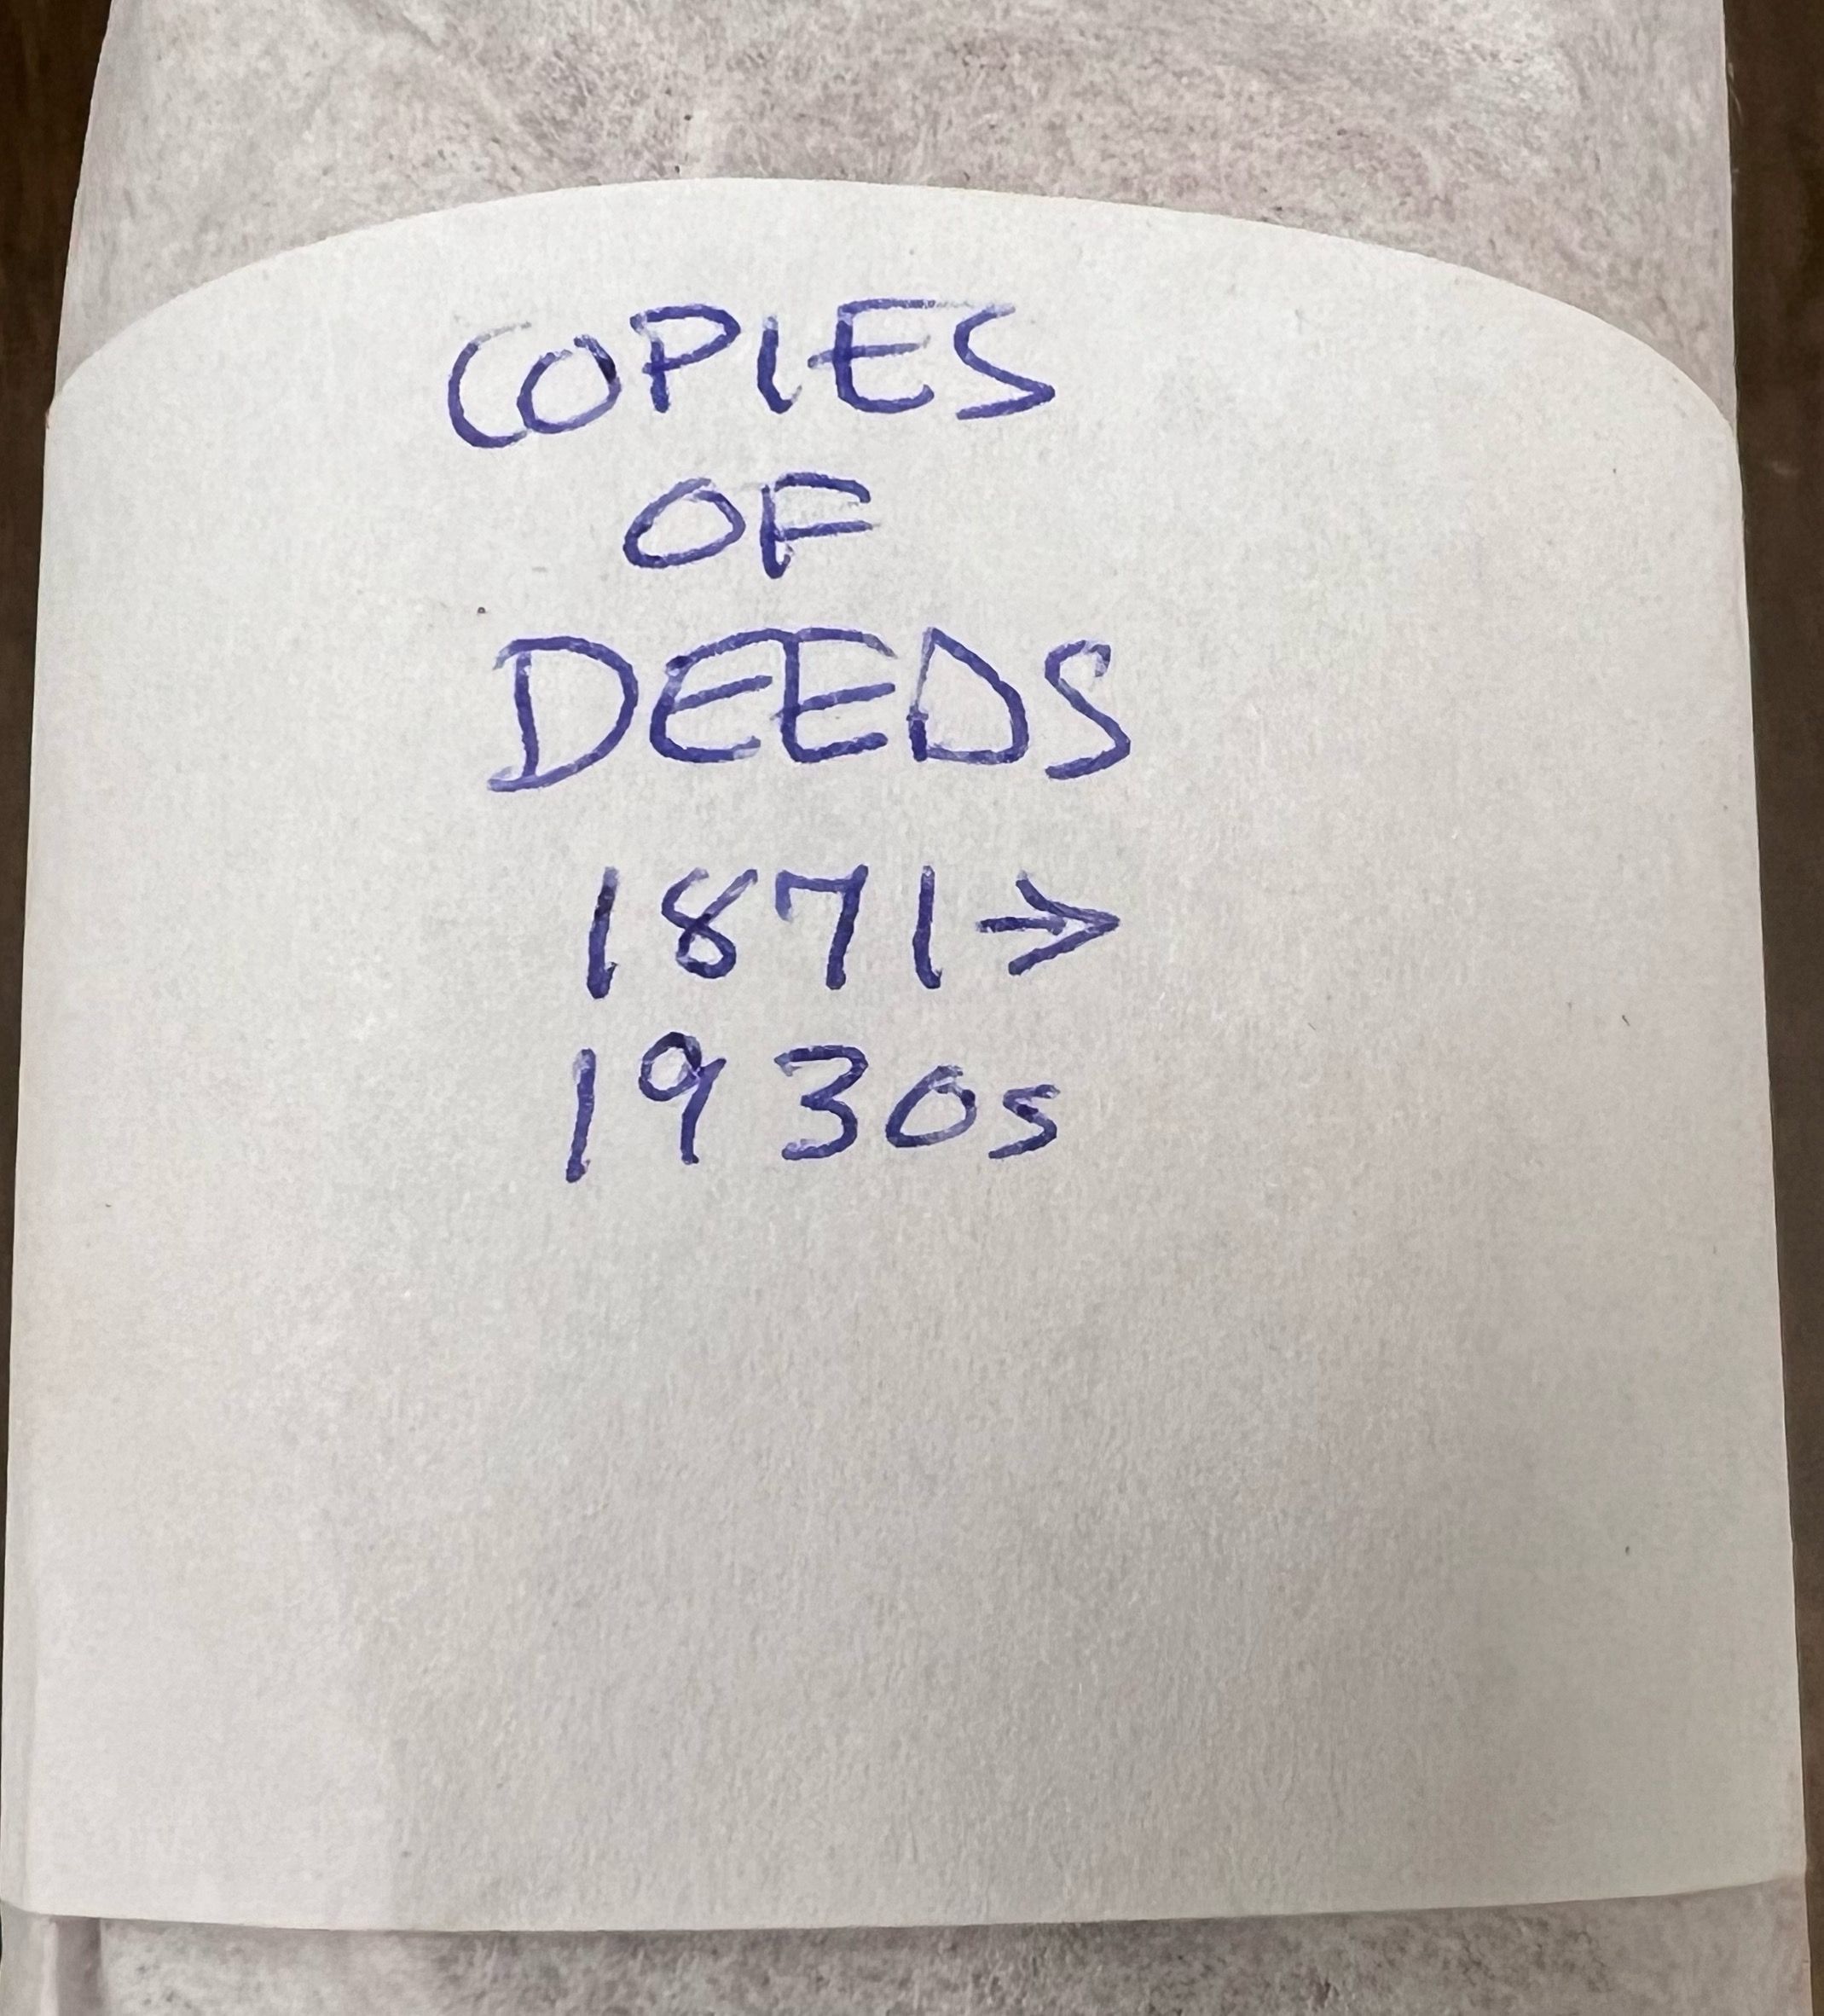 COPIES
OF
DEEDS
1871→
1930s